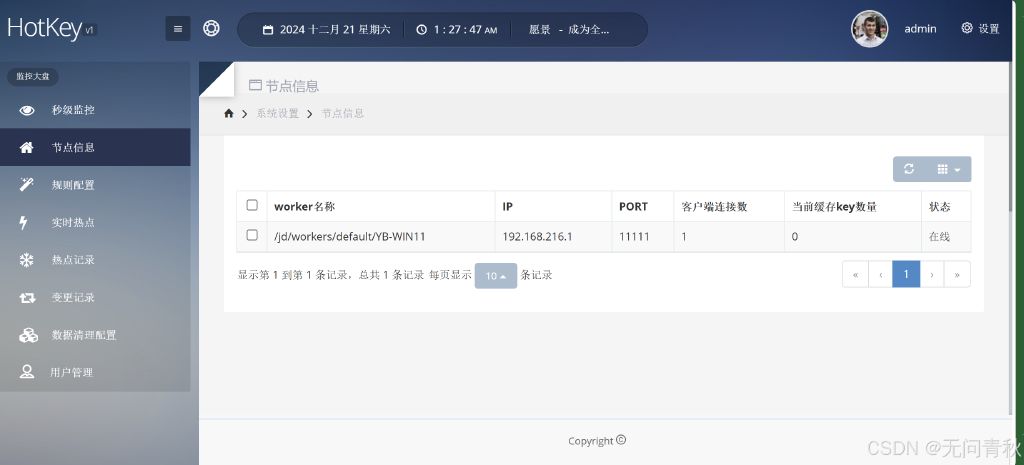 HotKey v1
2024 十二月 21 星期六
1 : 27 : 47 AM
愿景 - 成为全...
admin
设置
监控大盘
秒级监控
节点信息
规则配置
实时热点
热点记录
变更记录
数据清理配置
用户管理
节点信息
系统设置
节点信息
worker名称 IP PORT 客户端连接数 当前缓存key数量 状态
/jd/workers/default/YB-WIN11 192.168.216.1 11111 1 0 在线
显示第 1 到第 1 条记录，总共 1 条记录 每页显示 10 条记录
« ‹ 1 › »
Copyright ©
CSDN @无问青秋